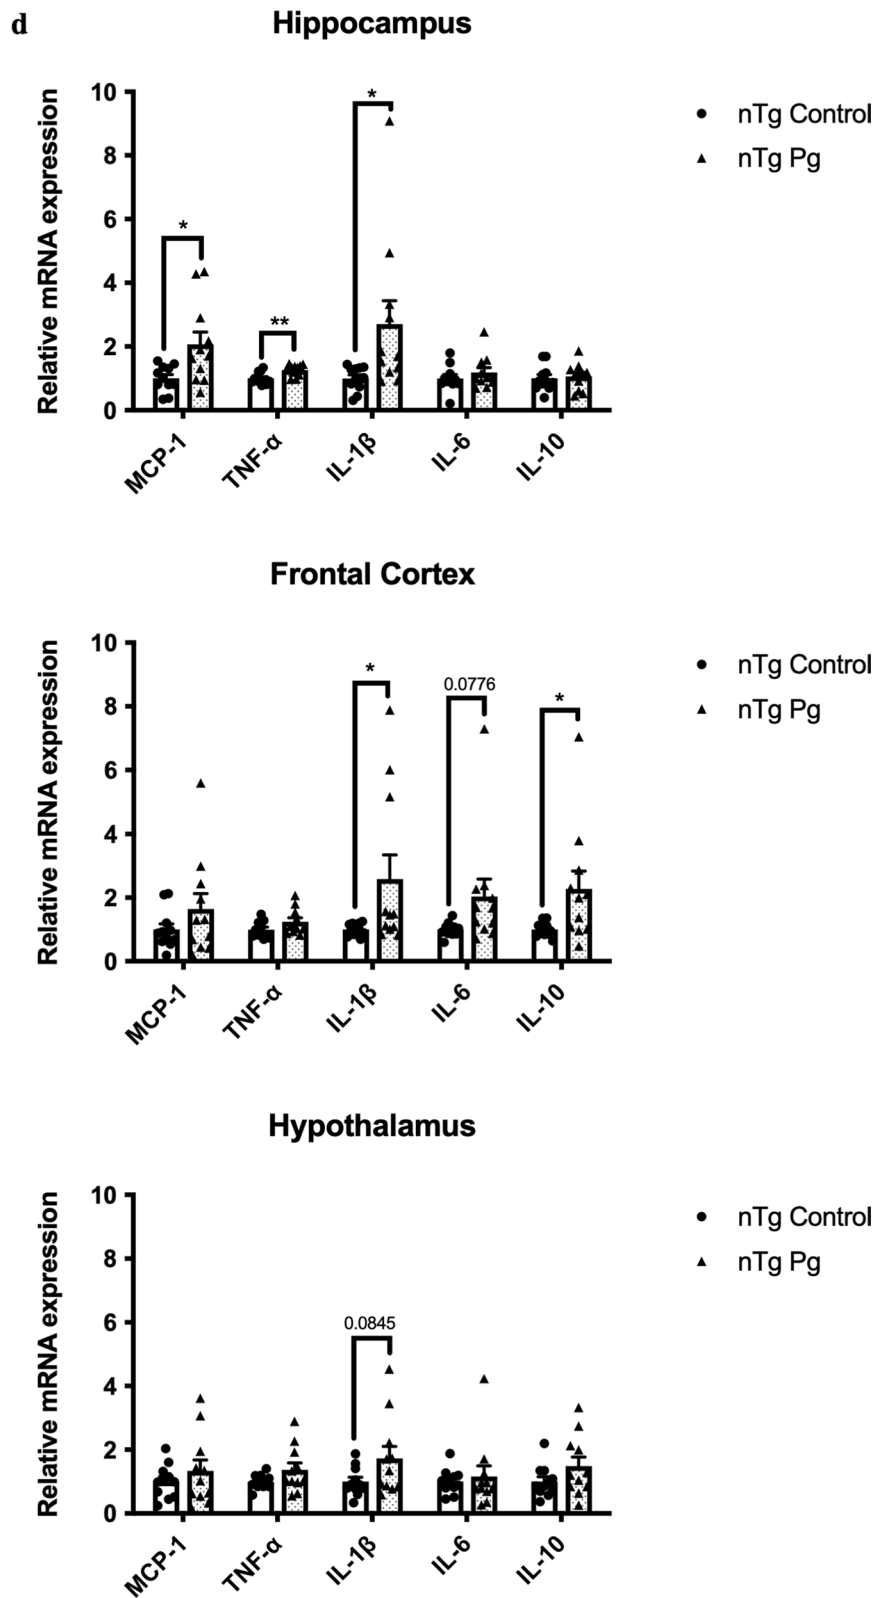 d
Hippocampus
Relative mRNA expression
10
8
6
4
2
0
*
**
*
MCP-1
TNF-α
IL-1β
IL-6
IL-10
nTg Control
nTg Pg
Frontal Cortex
Relative mRNA expression
10
8
6
4
2
0
*
0.0776
*
MCP-1
TNF-α
IL-1β
IL-6
IL-10
nTg Control
nTg Pg
Hypothalamus
Relative mRNA expression
10
8
6
4
2
0
0.0845
MCP-1
TNF-α
IL-1β
IL-6
IL-10
nTg Control
nTg Pg